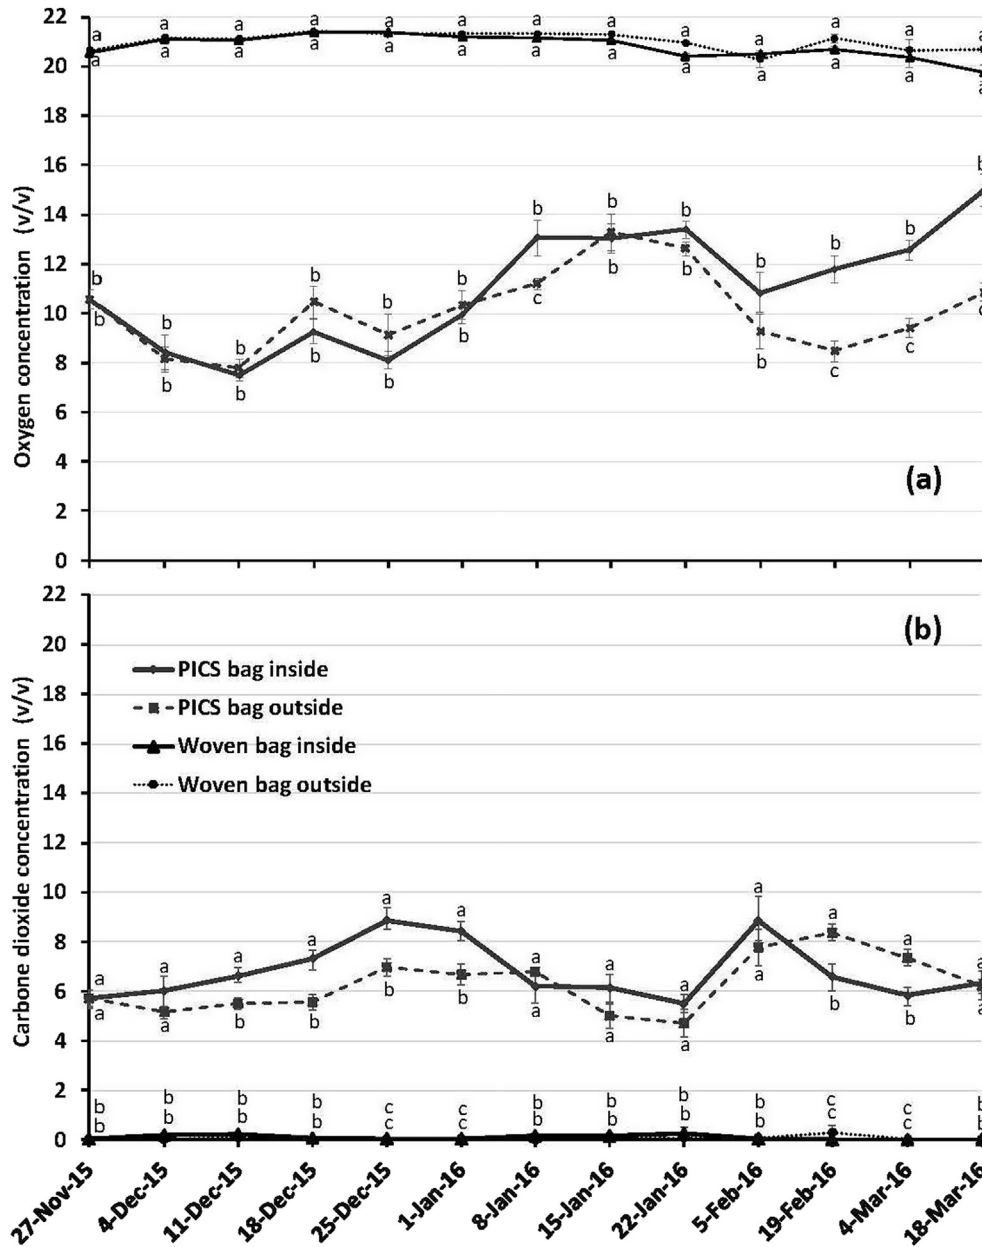 22
20
18
16
14
12
10
8
6
4
2
0
Oxygen concentration (v/v)
a a a a a a a a a a a a a
a a a a a a a a a a a a a
b b b b b b b b b b b b b
b b b b b b c b b b c c c
(a)
22
20
18
16
14
12
10
8
6
4
2
0
Carbone dioxide concentration (v/v)
(b)
PICS bag inside
PICS bag outside
Woven bag inside
Woven bag outside
a a a a a a a a a a a a a
a a b b b b a a a a b b a
b b b b c c b b b b c c b
b b b b c c b b b b c c b
27-Nov-15
4-Dec-15
11-Dec-15
18-Dec-15
25-Dec-15
1-Jan-16
8-Jan-16
15-Jan-16
22-Jan-16
5-Feb-16
19-Feb-16
4-Mar-16
18-Mar-16